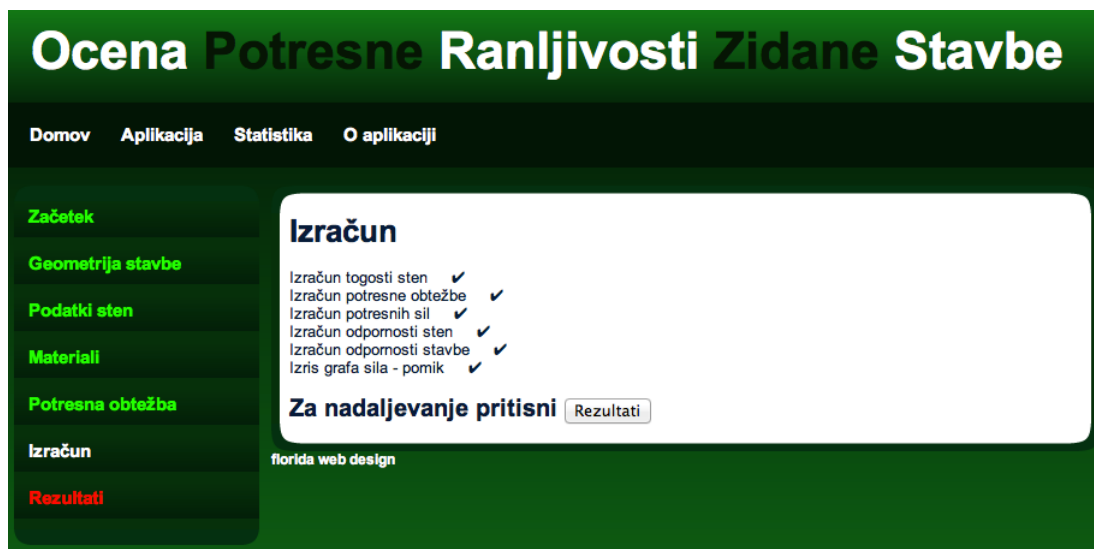 Ocena Potresne Ranljivosti Zidane Stavbe
Domov Aplikacija Statistika O aplikaciji
Začetek
Geometrija stavbe
Podatki sten
Materiali
Potresna obtežba
Izračun
Rezultati
Izračun
Izračun togosti sten ✔
Izračun potresne obtežbe ✔
Izračun potresnih sil ✔
Izračun odpornosti sten ✔
Izračun odpornosti stavbe ✔
Izris grafa sila - pomik ✔
Za nadaljevanje pritisni Rezultati
florida web design